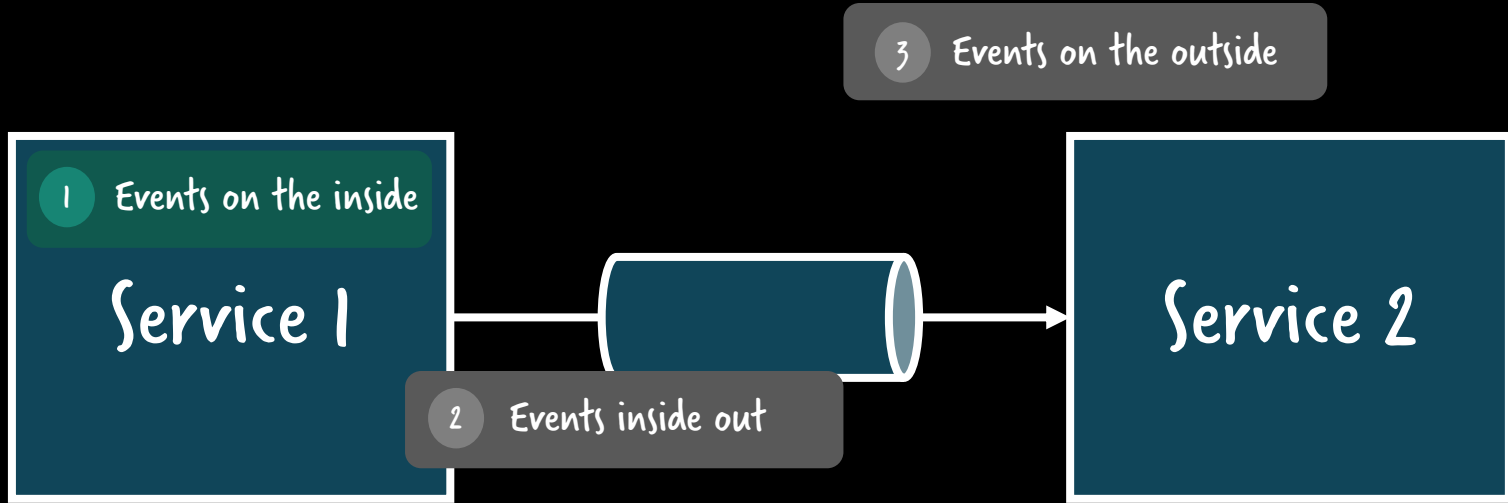 3 Events on the outside
1 Events on the inside
Service 1
Service 2
2 Events inside out